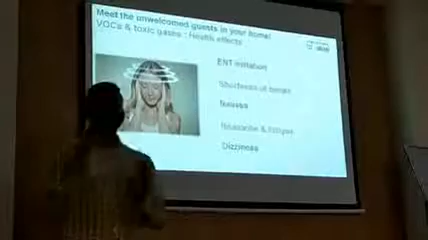 Meet the unwelcomed guests in your home!
VOCs & toxic gases - Health effects
ENT irritation
Shortness of breath
Nausea
Headache & Fatigue
Dizziness